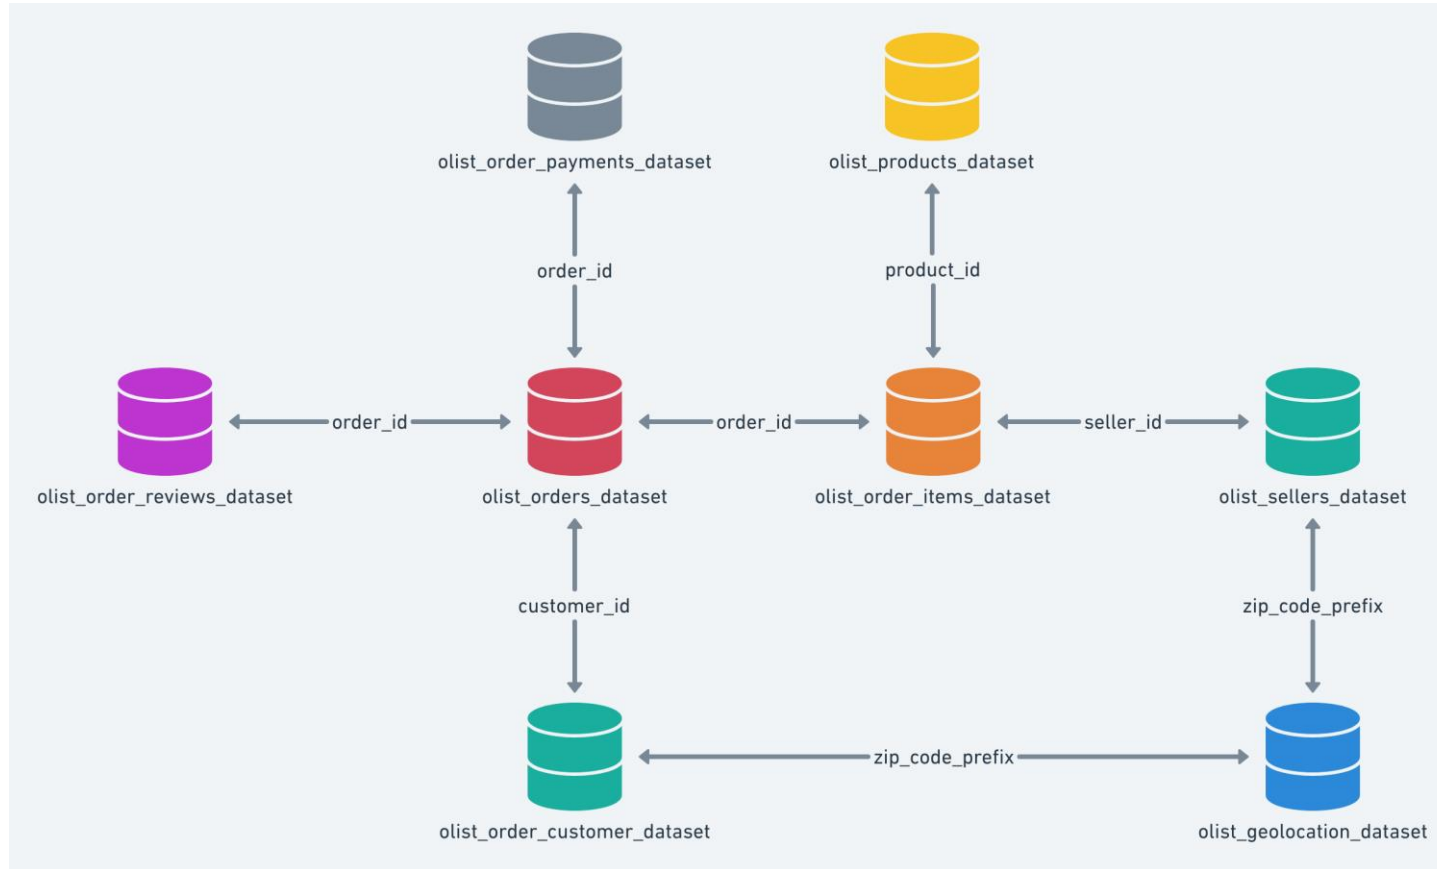 olist_order_payments_dataset
olist_products_dataset
order_id
product_id
order_id
order_id
seller_id
olist_order_reviews_dataset
olist_orders_dataset
olist_order_items_dataset
olist_sellers_dataset
customer_id
zip_code_prefix
zip_code_prefix
olist_order_customer_dataset
olist_geolocation_dataset